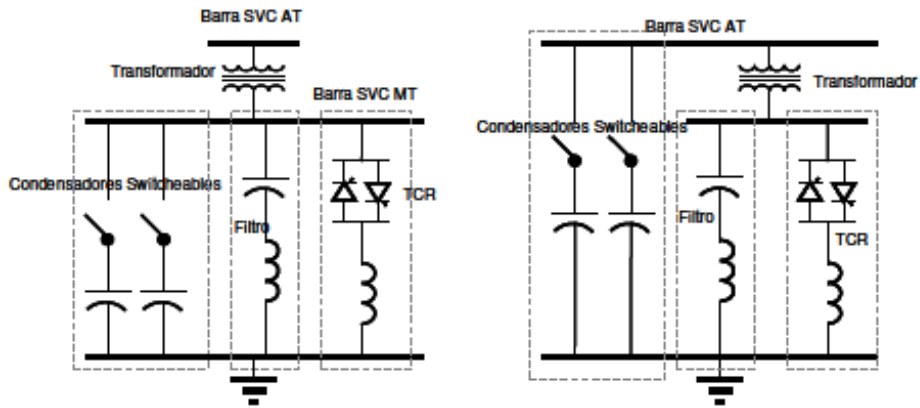 Barra SVC AT
Transformador
Barra SVC MT
Condensadores Switcheables
Filtro
TCR
Barra SVC AT
Transformador
Condensadores Switcheables
Filtro
TCR